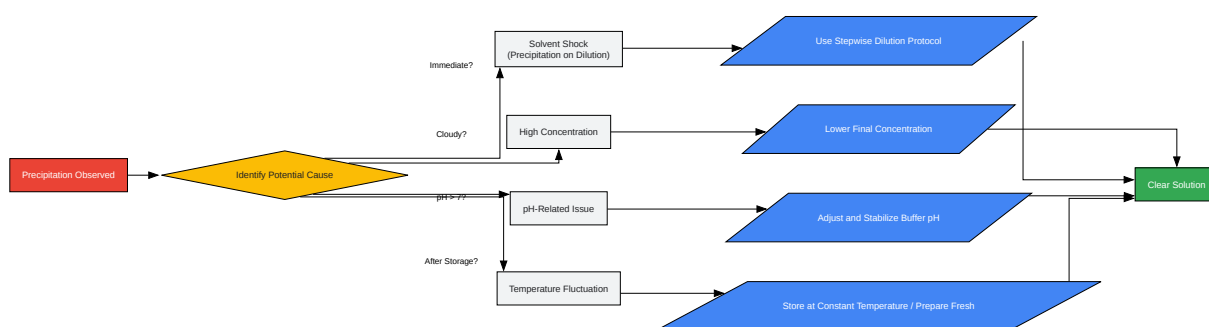 Precipitation Observed
Identify Potential Cause
Immediate?
Cloudy?
pH > 7?
After Storage?
Solvent Shock
(Precipitation on Dilution)
High Concentration
pH-Related Issue
Temperature Fluctuation
Use Stepwise Dilution Protocol
Lower Final Concentration
Adjust and Stabilize Buffer pH
Store at Constant Temperature / Prepare Fresh
Clear Solution